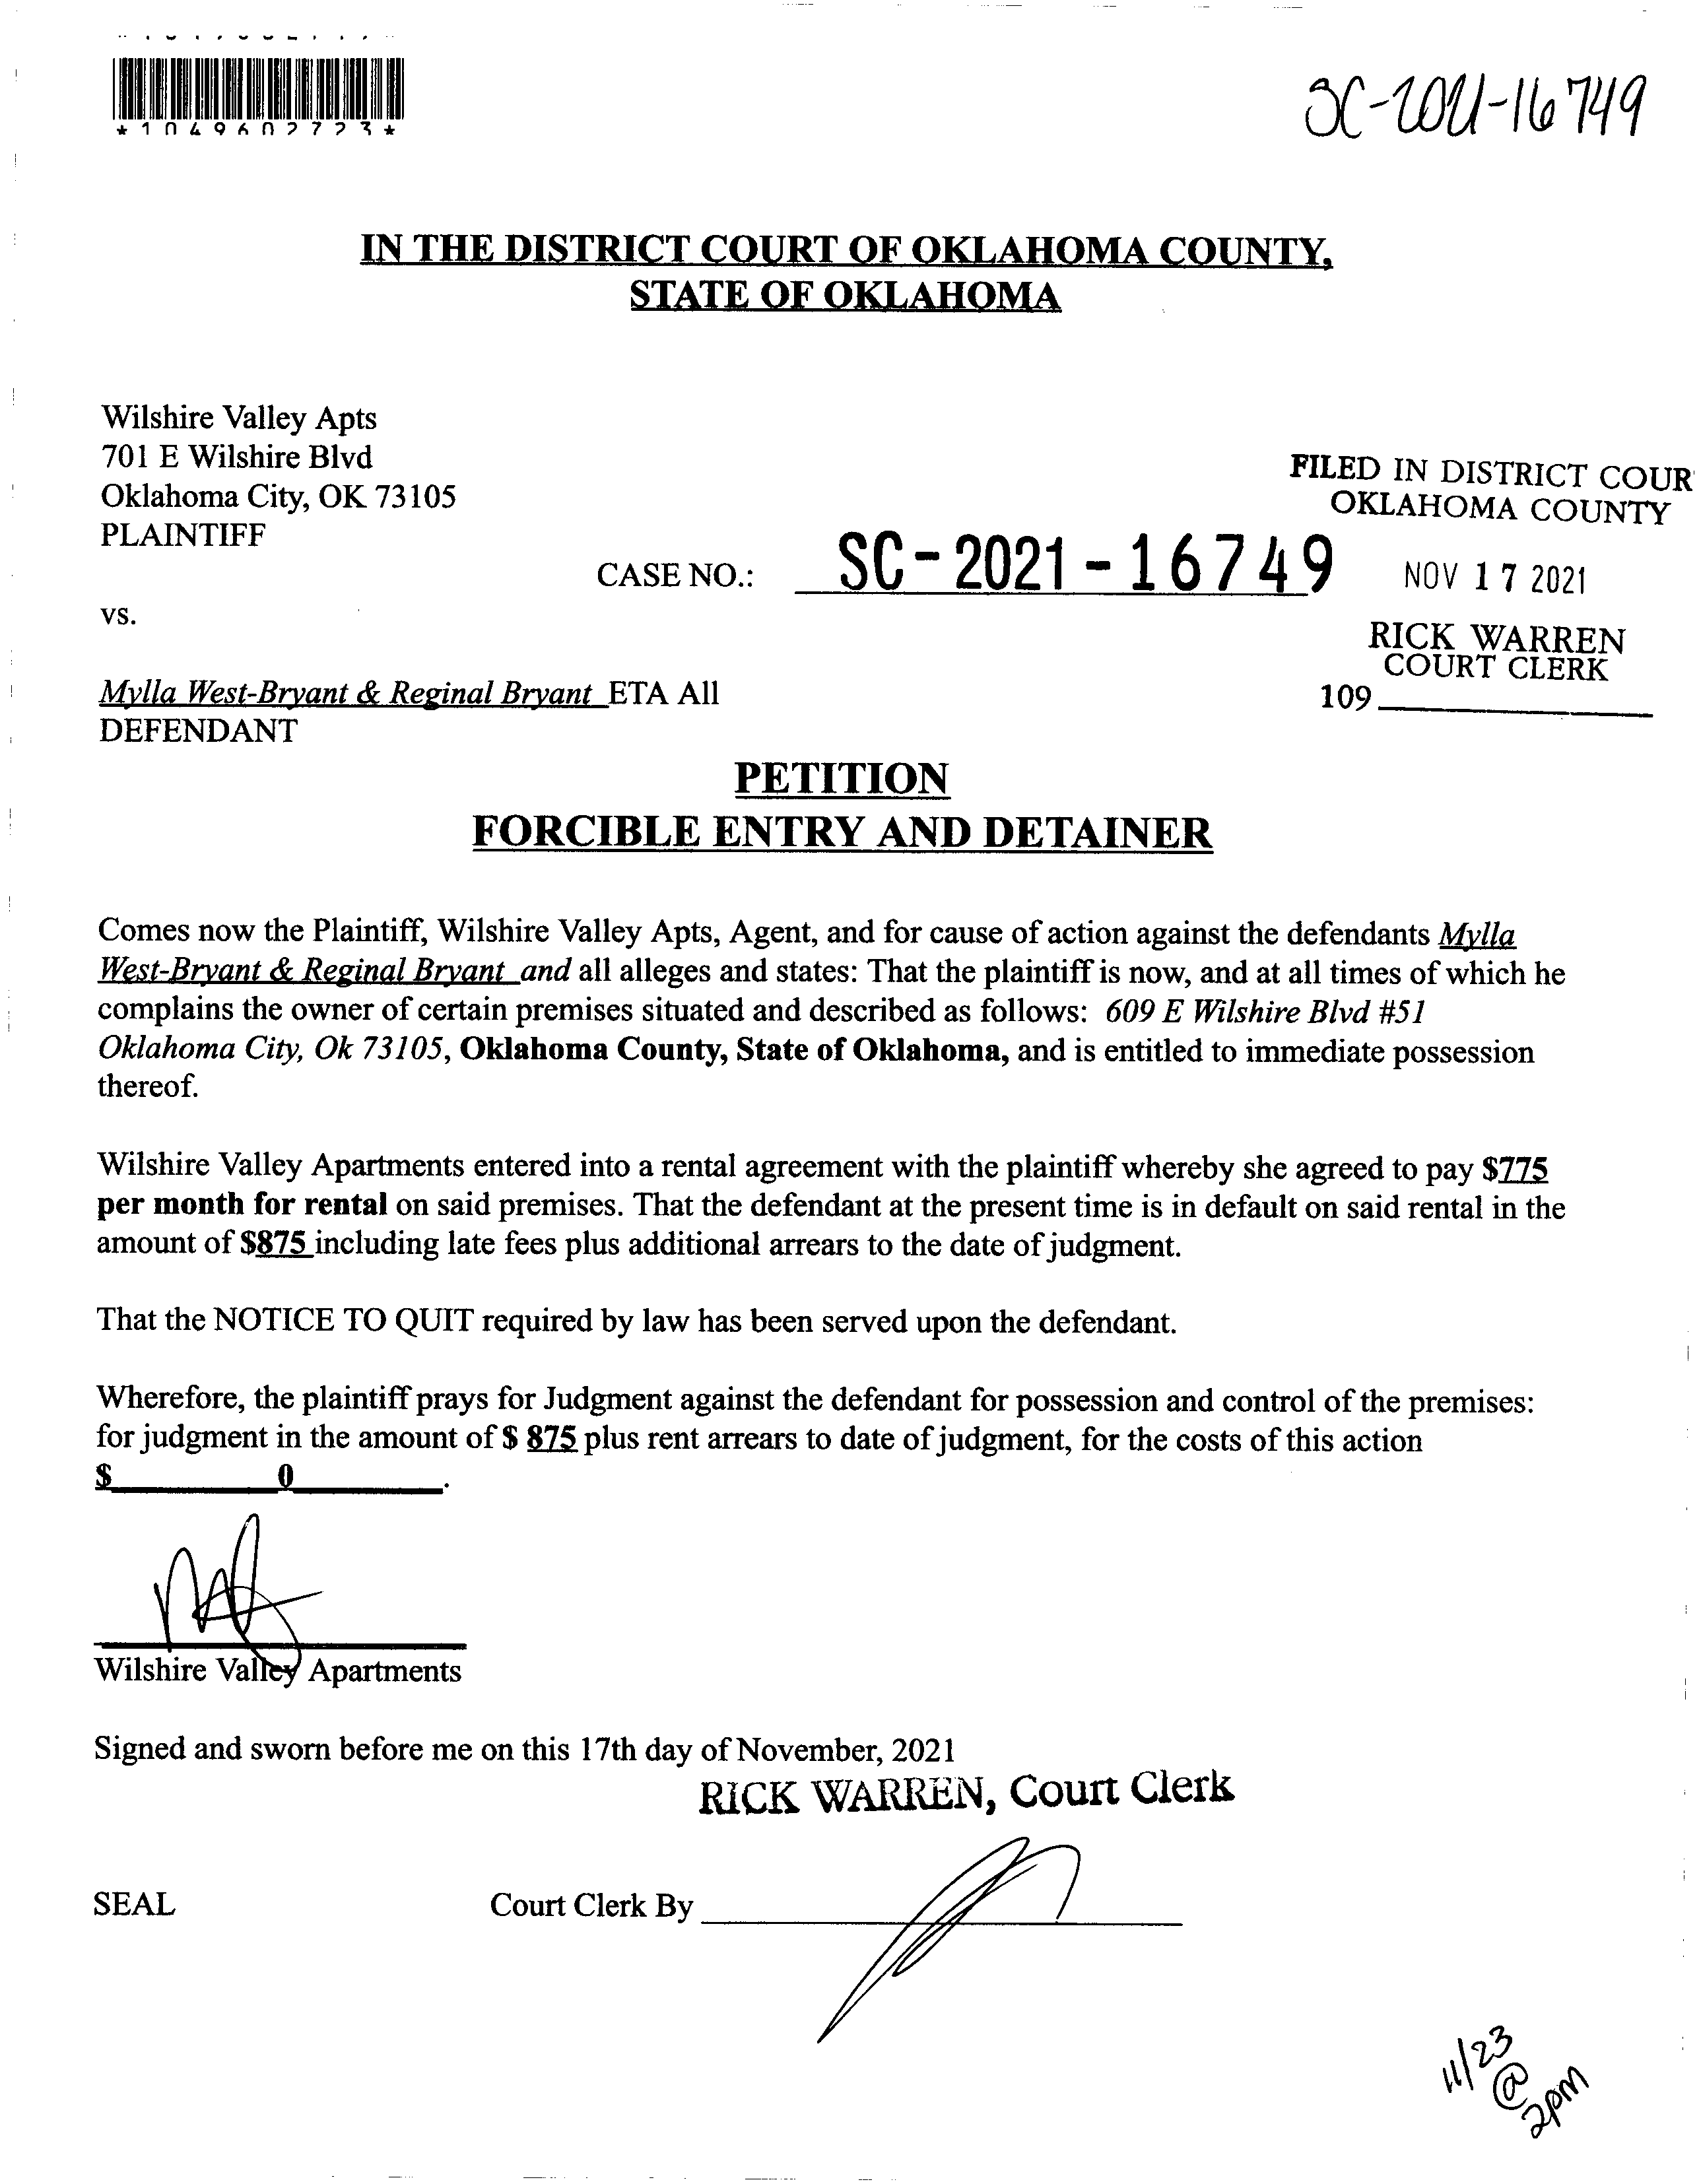 *1049602723*
SC-2021-16749
IN THE DISTRICT COURT OF OKLAHOMA COUNTY,
STATE OF OKLAHOMA
Wilshire Valley Apts
701 E Wilshire Blvd
Oklahoma City, OK 73105
PLAINTIFF
FILED IN DISTRICT COUR
OKLAHOMA COUNTY
CASE NO.: SC-2021-16749
NOV 17 2021
vs.
RICK WARREN
COURT CLERK
109
Mylla West-Bryant & Reginal Bryant ETA All
DEFENDANT
PETITION
FORCIBLE ENTRY AND DETAINER
Comes now the Plaintiff, Wilshire Valley Apts, Agent, and for cause of action against the defendants Mylla
West-Bryant & Reginal Bryant and all alleges and states: That the plaintiff is now, and at all times of which he
complains the owner of certain premises situated and described as follows: 609 E Wilshire Blvd #51
Oklahoma City, Ok 73105, Oklahoma County, State of Oklahoma, and is entitled to immediate possession
thereof.
Wilshire Valley Apartments entered into a rental agreement with the plaintiff whereby she agreed to pay $775
per month for rental on said premises. That the defendant at the present time is in default on said rental in the
amount of $875 including late fees plus additional arrears to the date of judgment.
That the NOTICE TO QUIT required by law has been served upon the defendant.
Wherefore, the plaintiff prays for Judgment against the defendant for possession and control of the premises:
for judgment in the amount of $ 875 plus rent arrears to date of judgment, for the costs of this action
$ 0 .
Wilshire Valley Apartments
Signed and sworn before me on this 17th day of November, 2021
RICK WARREN, Court Clerk
SEAL
Court Clerk By
11/23
@
2PM